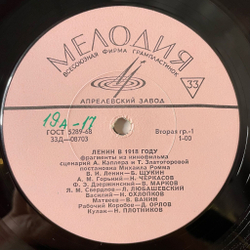 МЕЛОДИЯ
ВСЕСОЮЗНАЯ ФИРМА ГРАМПЛАСТИНОК
33
АПРЕЛЕВСКИЙ ЗАВОД
19А-17
ГОСТ 5289-68
Вторая гр.-1
33Д—08703
1-00
ЛЕНИН В 1918 ГОДУ
фрагменты из кинофильма
сценарий А. Каплера и Т. Златогоровой
постановка Михаила Ромма
В. И. Ленин—Б. ЩУКИН
А. М. Горький—Н. ЧЕРКАСОВ
Ф. Э. Дзержинский—В. МАРКОВ
Я. М. Свердлов—Л. ЛЮБАШЕВСКИЙ
Василий—Н. ОХЛОПКОВ
Матвеев—В. ВАНИН
Рабочий Коробов—Д. ОРЛОВ
Кулак—Н. ПЛОТНИКОВ